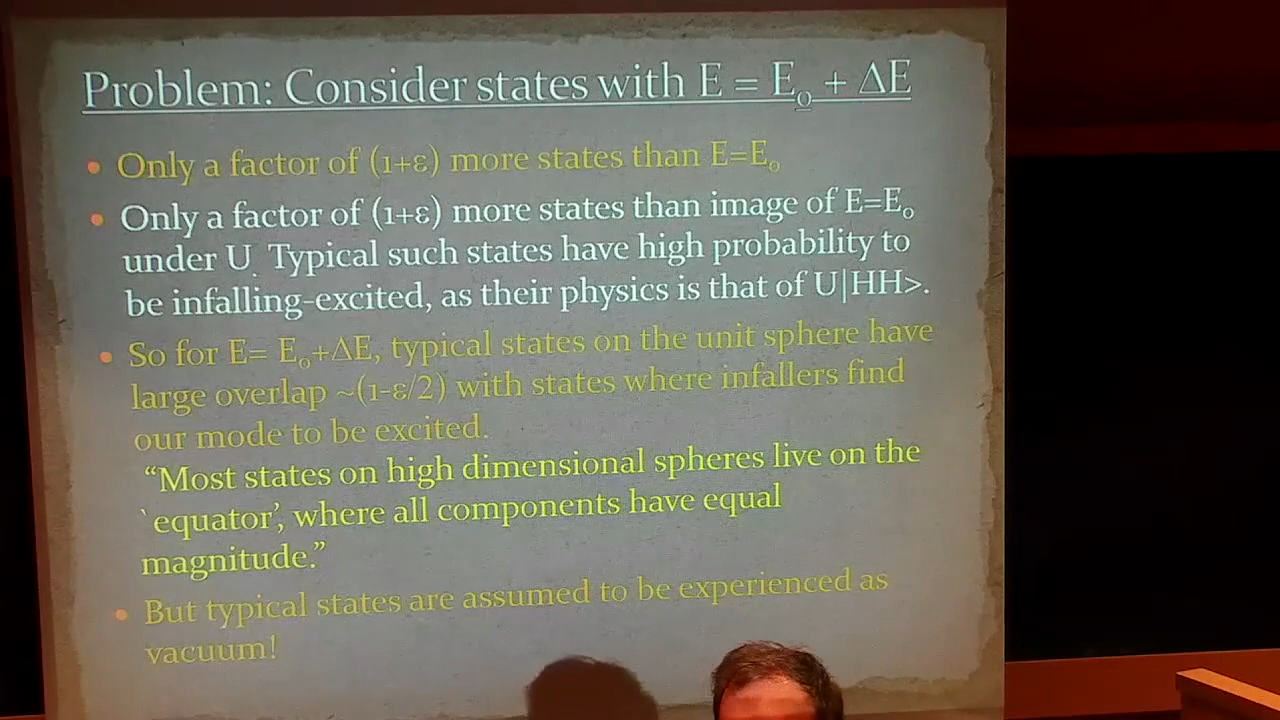 Problem: Consider states with E = E₀ + ΔE
• Only a factor of (1+ε) more states than E=E₀
• Only a factor of (1+ε) more states than image of E=E₀
under U. Typical such states have high probability to
be infalling-excited, as their physics is that of U|HH>.
• So for E= E₀+ΔE, typical states on the unit sphere have
large overlap ~(1-ε/2) with states where infallers find
our mode to be excited.
“Most states on high dimensional spheres live on the
`equator’, where all components have equal
magnitude.”
• But typical states are assumed to be experienced as
vacuum!